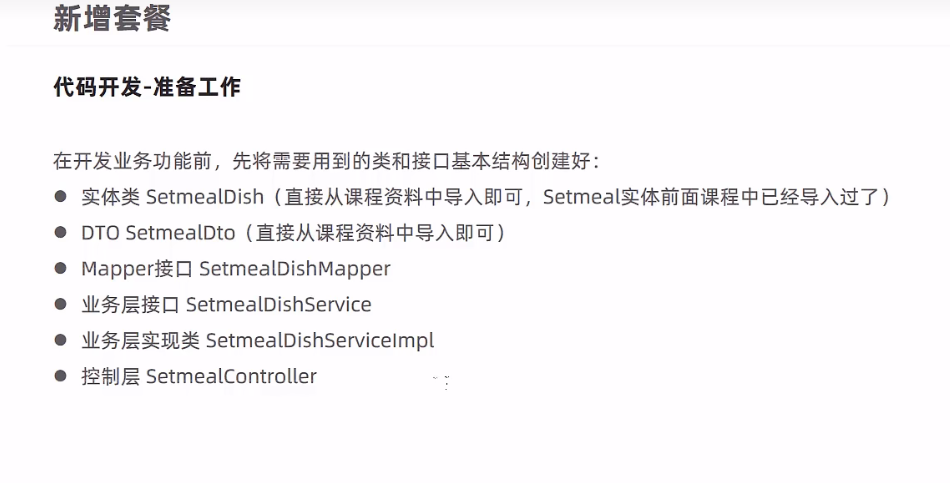 新增套餐
代码开发-准备工作
在开发业务功能前，先将需要用到的类和接口基本结构创建好：
● 实体类 SetmealDish（直接从课程资料中导入即可，Setmeal实体前面课程中已经导入过了）
● DTO SetmealDto（直接从课程资料中导入即可）
● Mapper接口 SetmealDishMapper
● 业务层接口 SetmealDishService
● 业务层实现类 SetmealDishServiceImpl
● 控制层 SetmealController